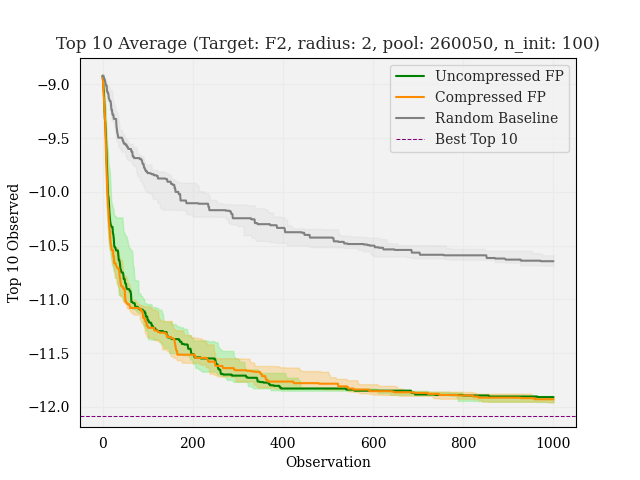 Top 10 Average (Target: F2, radius: 2, pool: 260050, n_init: 100)
Uncompressed FP
Compressed FP
Random Baseline
Best Top 10
Top 10 Observed
−9.0
−9.5
−10.0
−10.5
−11.0
−11.5
−12.0
0 200 400 600 800 1000
Observation